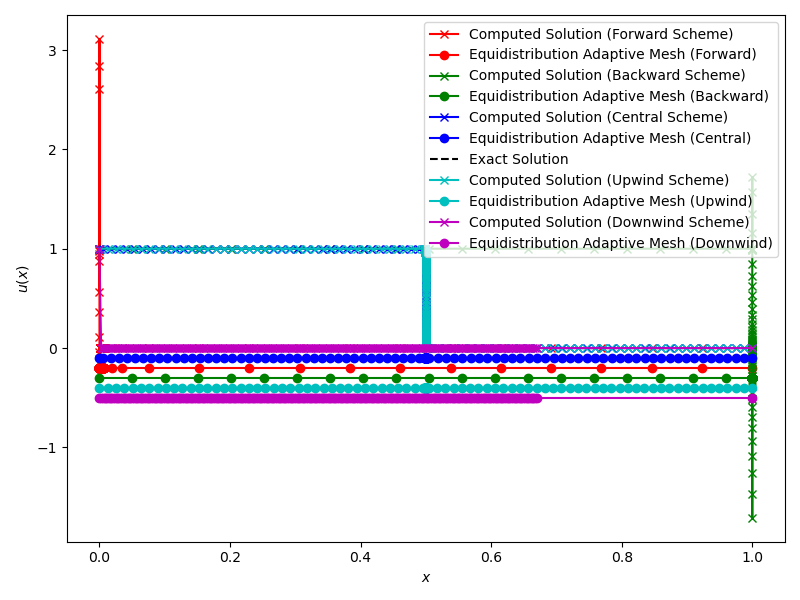 Computed Solution (Forward Scheme)
Equidistribution Adaptive Mesh (Forward)
Computed Solution (Backward Scheme)
Equidistribution Adaptive Mesh (Backward)
Computed Solution (Central Scheme)
Equidistribution Adaptive Mesh (Central)
Exact Solution
Computed Solution (Upwind Scheme)
Equidistribution Adaptive Mesh (Upwind)
Computed Solution (Downwind Scheme)
Equidistribution Adaptive Mesh (Downwind)
3
2
1
0
−1
u(x)
0.0 0.2 0.4 0.6 0.8 1.0
x